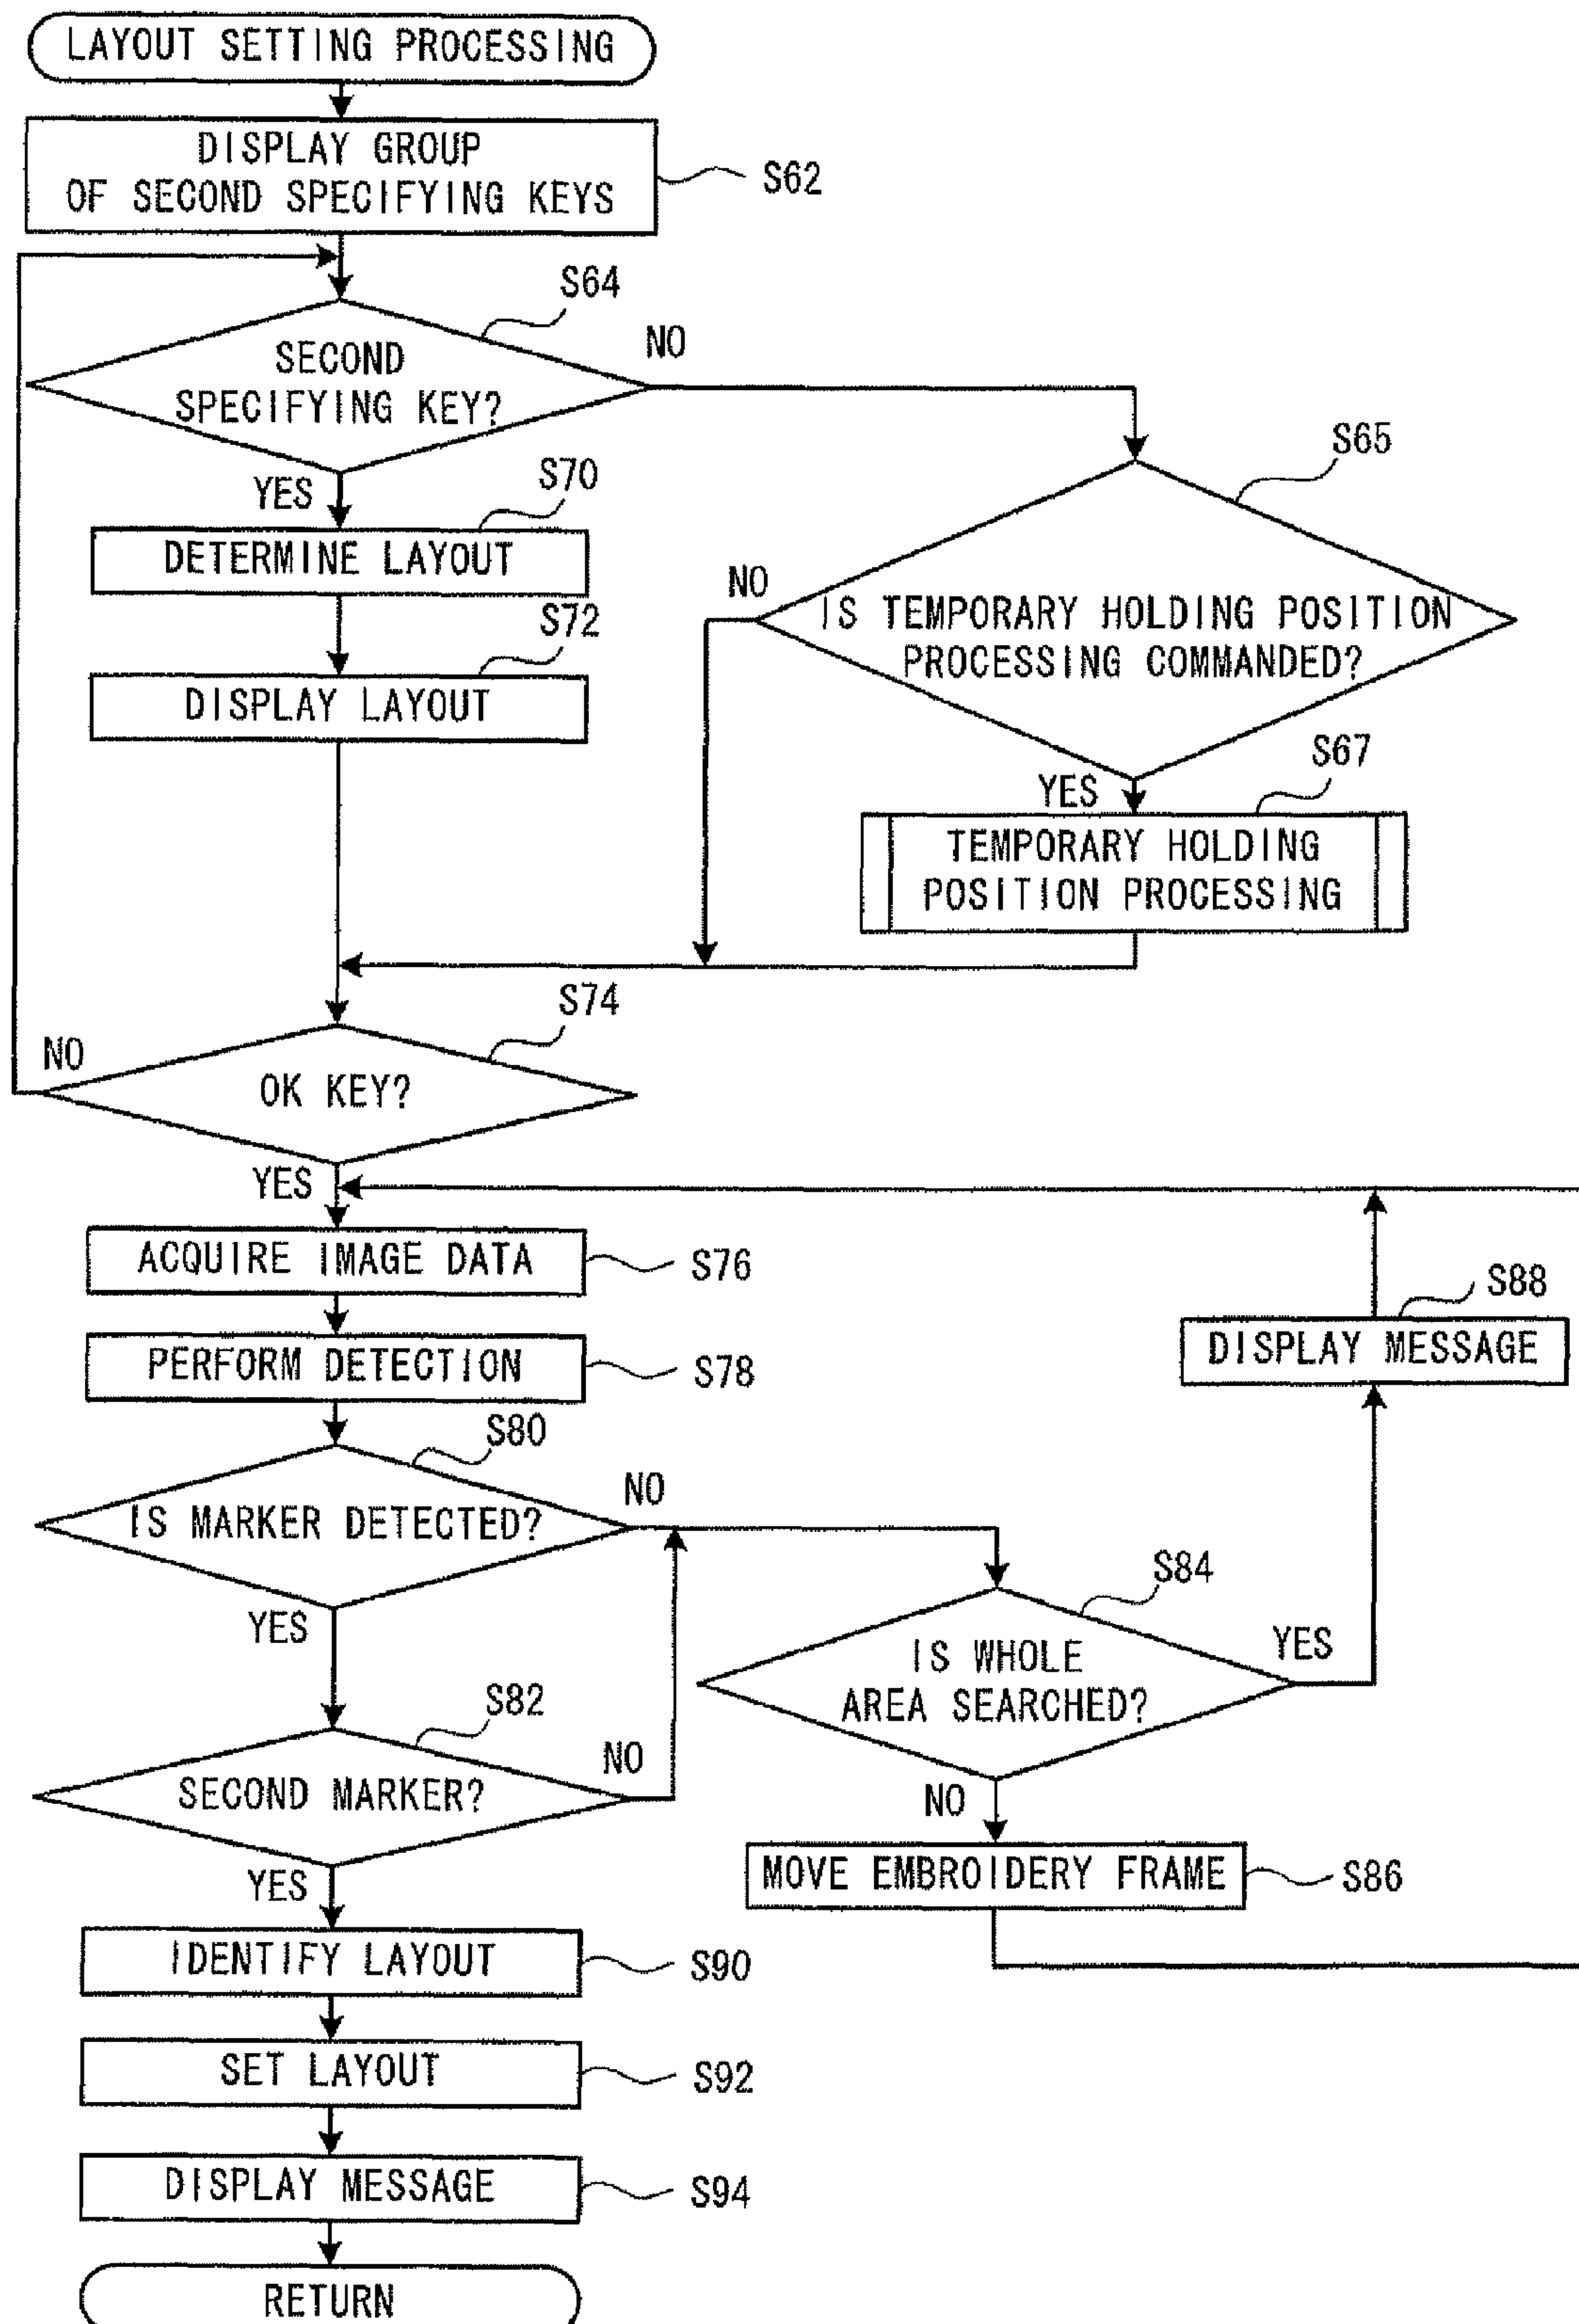 LAYOUT SETTING PROCESSING
DISPLAY GROUP
OF SECOND SPECIFYING KEYS
S62
S64
SECOND
SPECIFYING KEY?
NO
YES
S65
IS TEMPORARY HOLDING POSITION
PROCESSING COMMANDED?
NO
YES
S70
DETERMINE LAYOUT
S72
DISPLAY LAYOUT
S67
TEMPORARY HOLDING
POSITION PROCESSING
S74
NO
OK KEY?
YES
ACQUIRE IMAGE DATA
S76
S88
DISPLAY MESSAGE
PERFORM DETECTION
S78
S80
NO
IS MARKER DETECTED?
YES
S84
IS WHOLE
AREA SEARCHED?
YES
NO
S82
NO
SECOND MARKER?
YES
MOVE EMBROIDERY FRAME
S86
IDENTIFY LAYOUT
S90
SET LAYOUT
S92
DISPLAY MESSAGE
S94
RETURN